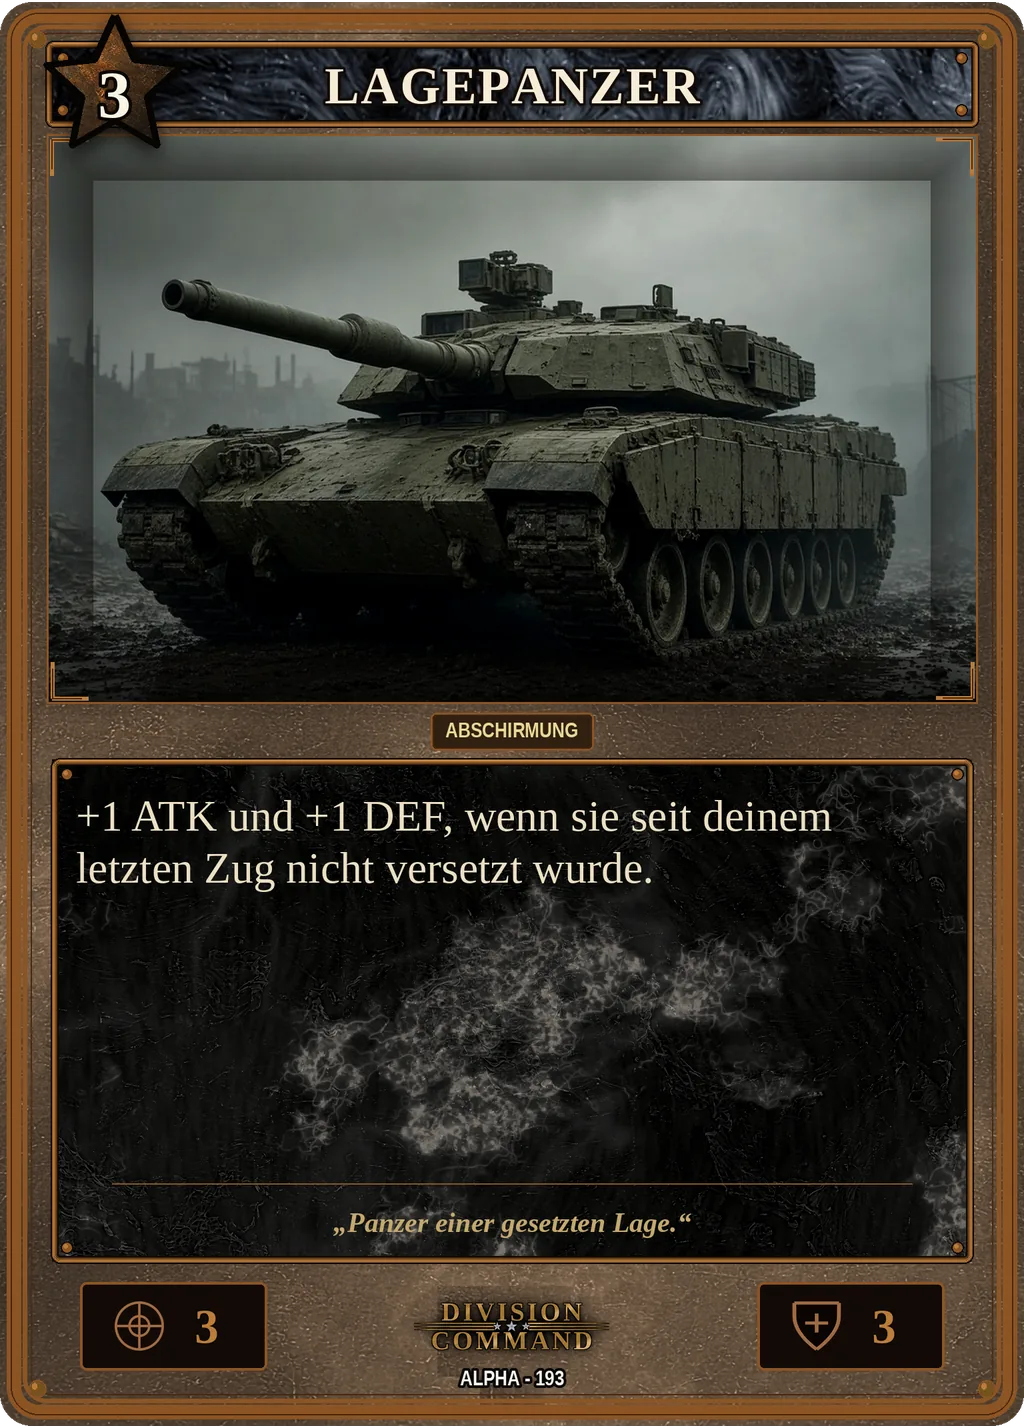 3
LAGEPANZER
ABSCHIRMUNG
+1 ATK und +1 DEF, wenn sie seit deinem
letzten Zug nicht versetzt wurde.
„Panzer einer gesetzten Lage.“
3
DIVISION
COMMAND
3
ALPHA - 193